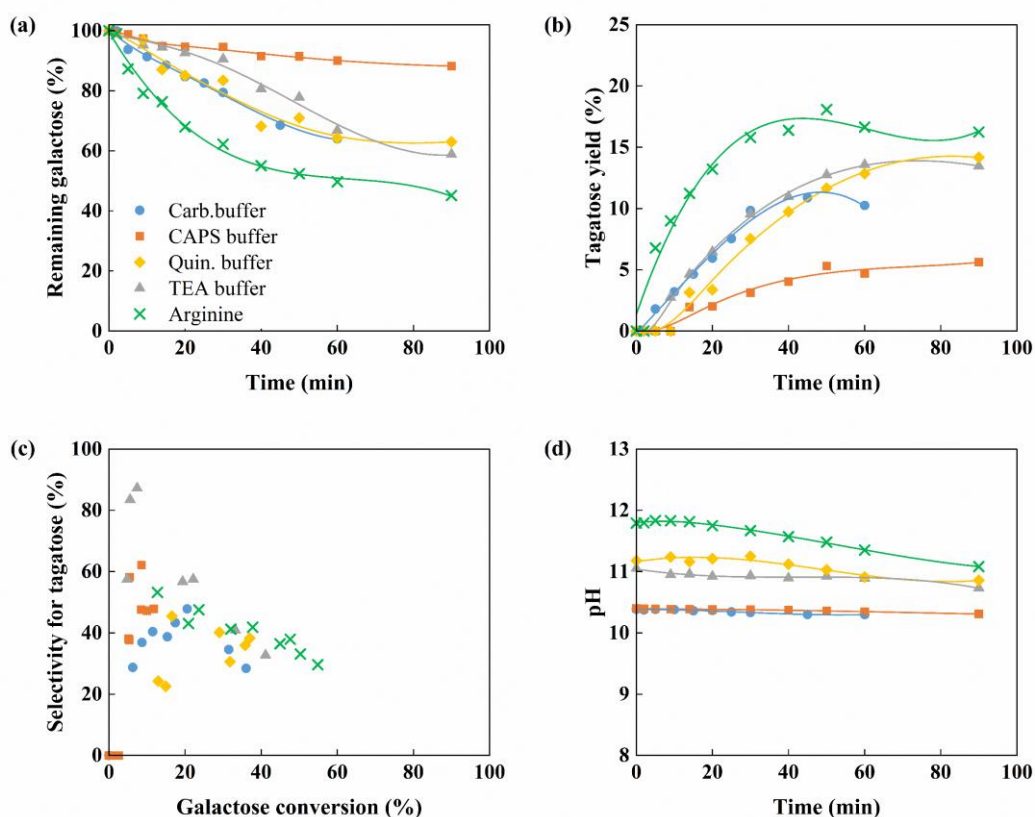 (a)
100
80
60
40
20
0
Remaining galactose (%)
Carb.buffer
CAPS buffer
Quin. buffer
TEA buffer
Arginine
0 20 40 60 80 100
Time (min)
(b)
25
20
15
10
5
0
Tagatose yield (%)
0 20 40 60 80 100
Time (min)
(c)
100
80
60
40
20
0
Selectivity for tagatose (%)
0 20 40 60 80 100
Galactose conversion (%)
(d)
13
12
11
10
9
8
pH
0 20 40 60 80 100
Time (min)